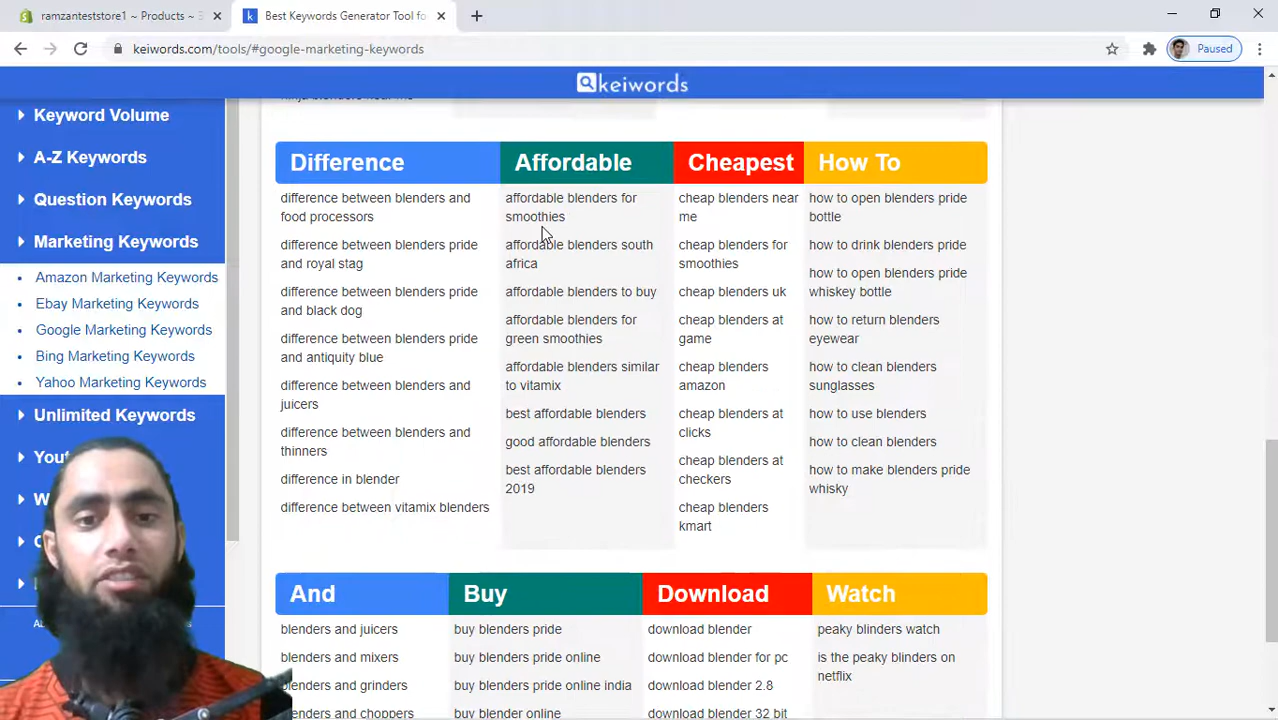 ramzanteststore1 ~ Products ~ S
Best Keywords Generator Tool fo
keiwords.com/tools/#google-marketing-keywords
Paused
keiwords
Keyword Volume
A-Z Keywords
Question Keywords
Marketing Keywords
Amazon Marketing Keywords
Ebay Marketing Keywords
Google Marketing Keywords
Bing Marketing Keywords
Yahoo Marketing Keywords
Unlimited Keywords
Difference
difference between blenders and
food processors
difference between blenders pride
and royal stag
difference between blenders pride
and black dog
difference between blenders pride
and antiquity blue
difference between blenders and
juicers
difference between blenders and
thinners
difference in blender
difference between vitamix blenders
Affordable
affordable blenders for
smoothies
affordable blenders south
africa
affordable blenders to buy
affordable blenders for
green smoothies
affordable blenders similar
to vitamix
best affordable blenders
good affordable blenders
best affordable blenders
2019
Cheapest
cheap blenders near
me
cheap blenders for
smoothies
cheap blenders uk
cheap blenders at
game
cheap blenders
amazon
cheap blenders at
clicks
cheap blenders at
checkers
cheap blenders
kmart
How To
how to open blenders pride
bottle
how to drink blenders pride
how to open blenders pride
whiskey bottle
how to return blenders
eyewear
how to clean blenders
sunglasses
how to use blenders
how to clean blenders
how to make blenders pride
whisky
And
blenders and juicers
blenders and mixers
blenders and grinders
blenders and choppers
Buy
buy blenders pride
buy blenders pride online
buy blenders pride online india
buy blender online
Download
download blender
download blender for pc
download blender 2.8
download blender 32 bit
Watch
peaky blinders watch
is the peaky blinders on
netflix